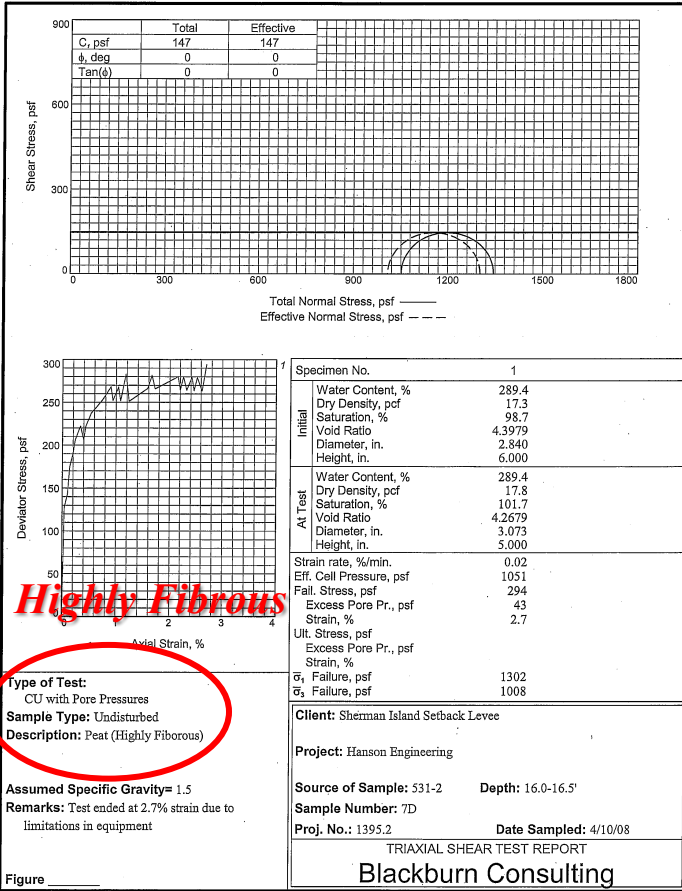 Total Effective
C, psf 147 147
ϕ, deg 0 0
Tan(ϕ) 0 0
Shear Stress, psf
900
600
300
0
0 300 600 900 1200 1500 1800
Total Normal Stress, psf
Effective Normal Stress, psf
Deviator Stress, psf
300
250
200
150
100
50
0
0 1 2 3 4
1
Axial Strain, %
Highly Fibrous
Specimen No. 1
Initial
Water Content, % 289.4
Dry Density, pcf 17.3
Saturation, % 98.7
Void Ratio 4.3979
Diameter, in. 2.840
Height, in. 6.000
At Test
Water Content, % 289.4
Dry Density, pcf 17.8
Saturation, % 101.7
Void Ratio 4.2679
Diameter, in. 3.073
Height, in. 5.000
Strain rate, %/min. 0.02
Eff. Cell Pressure, psf 1051
Fail. Stress, psf 294
Excess Pore Pr., psf 43
Strain, % 2.7
Ult. Stress, psf
Excess Pore Pr., psf
Strain, %
σ̅₁ Failure, psf 1302
σ̅₃ Failure, psf 1008
Type of Test:
CU with Pore Pressures
Sample Type: Undisturbed
Description: Peat (Highly Fiborous)
Assumed Specific Gravity= 1.5
Remarks: Test ended at 2.7% strain due to
limitations in equipment
Figure
Client: Sherman Island Setback Levee
Project: Hanson Engineering
Source of Sample: 531-2 Depth: 16.0-16.5'
Sample Number: 7D
Proj. No.: 1395.2 Date Sampled: 4/10/08
TRIAXIAL SHEAR TEST REPORT
Blackburn Consulting